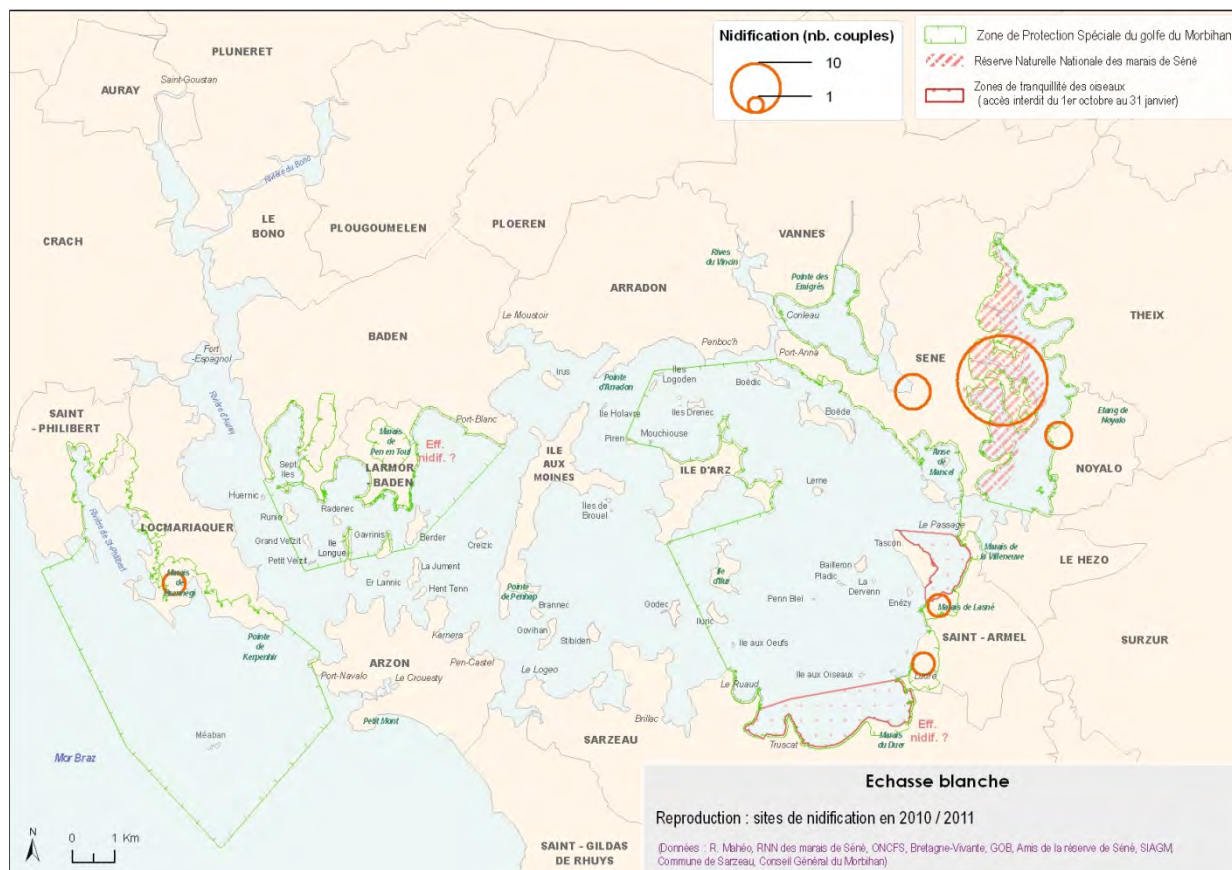 Nidification (nb. couples)
10
1
Zone de Protection Spéciale du golfe du Morbihan
Réserve Naturelle Nationale des marais de Séné
Zones de tranquillité des oiseaux
(accès interdit du 1er octobre au 31 janvier)
PLUNERET
AURAY
Saint-Goustan
Rivière du Bono
LE
BONO
PLOUGOUMELEN
PLOEREN
CRACH
VANNES
Rives
du Vincin
Pointe des
Emigrés
ARRADON
Conleau
THEIX
Le Moustoir
BADEN
Penboc'h
Port-Anna
SENE
Fort
-Espagnol
Irus
Pointe
d'Arradon
Iles
Logoden
Boëdic
Rivière d'Auray
SAINT
-PHILIBERT
Port-Blanc
Ile Holavre
Iles Drenec
Boëde
Etang de
Noyalo
Marais
de
Pen en Toul
Eff.
nidif. ?
Piren
Mouchiouse
ILE
AUX
MOINES
ILE D'ARZ
Anse
de
Mancel
NOYALO
Sept
Iles
LARMOR
- BADEN
Lerne
Huernic
Radenec
Iles de
Brouel
LOCMARIAQUER
Runio
Gavrinis
Berder
Creizic
Le Passage
Rivière de St-Philibert
Grand Veïzit
Ile
Longue
Tascon
Marais de
la Villeneuve
Petit Veïzit
La Jument
LE HEZO
Er Lannic
Hent Tenn
Ile
d'Ilur
Bailleron
Pladic
La
Dervenn
Marais
de
Pointe
de Penhap
Brannec
Godec
Penn Bleï
Enézy
Marais de Lasné
Iluric
Kernera
Govihan
Stibiden
SAINT - ARMEL
SURZUR
Pointe
de
Kerpenhir
Ile aux Oeufs
ARZON
Pen-Castel
Le Logeo
Port-Navalo
Le Crouesty
Le Ruaud
Ile aux Oiseaux
Ludré
Petit Mont
Brillac
Eff.
nidif. ?
Méaban
SARZEAU
Truscat
Marais
du Duer
Mor Braz
N
0 1 Km
SAINT - GILDAS
DE RHUYS
Echasse blanche
Reproduction : sites de nidification en 2010 / 2011
(Données : R. Mahéo, RNN des marais de Séné, ONCFS, Bretagne-Vivante, GOB, Amis de la réserve de Séné, SIAGM,
Commune de Sarzeau, Conseil Général du Morbihan)